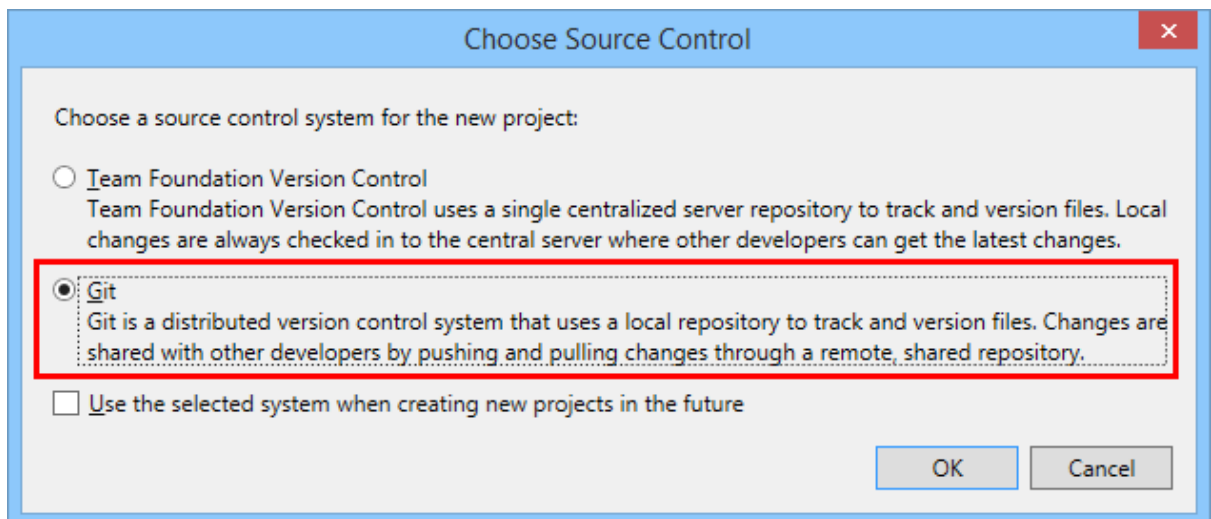 Choose Source Control
Choose a source control system for the new project:
Team Foundation Version Control
Team Foundation Version Control uses a single centralized server repository to track and version files. Local
changes are always checked in to the central server where other developers can get the latest changes.
Git
Git is a distributed version control system that uses a local repository to track and version files. Changes are
shared with other developers by pushing and pulling changes through a remote, shared repository.
Use the selected system when creating new projects in the future
OK Cancel